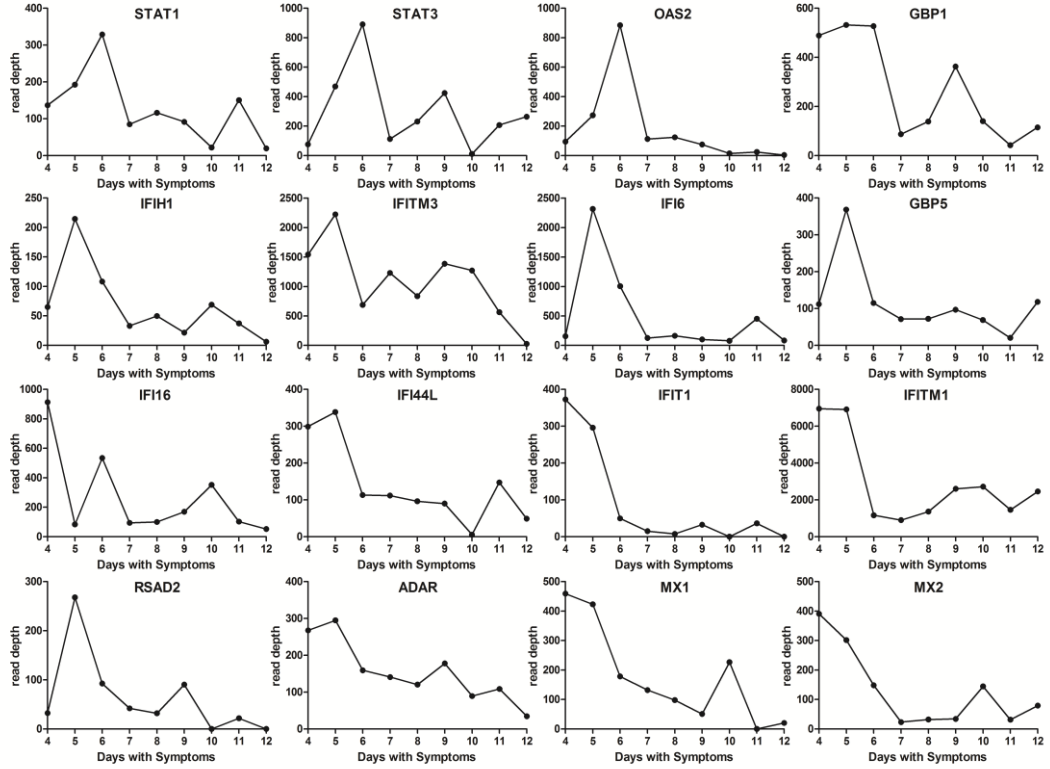 STAT1 STAT3 OAS2 GBP1
400 1000 1000 600
300 800 800 400
200 600 600 200
100 400 400 0
0 200 200
0 0
read depth read depth read depth read depth
4 5 6 7 8 9 10 11 12 4 5 6 7 8 9 10 11 12 4 5 6 7 8 9 10 11 12 4 5 6 7 8 9 10 11 12
Days with Symptoms Days with Symptoms Days with Symptoms Days with Symptoms
IFIH1 IFITM3 IFI6 GBP5
250 2500 2500 400
200 2000 2000 300
150 1500 1500 200
100 1000 1000 100
50 500 500 0
0 0 0
read depth read depth read depth read depth
4 5 6 7 8 9 10 11 12 4 5 6 7 8 9 10 11 12 4 5 6 7 8 9 10 11 12 4 5 6 7 8 9 10 11 12
Days with Symptoms Days with Symptoms Days with Symptoms Days with Symptoms
IFI16 IFI44L IFIT1 IFITM1
1000 400 400 8000
800 300 300 6000
600 200 200 4000
400 100 100 2000
200 0 0 0
0
read depth read depth read depth read depth
4 5 6 7 8 9 10 11 12 4 5 6 7 8 9 10 11 12 4 5 6 7 8 9 10 11 12 4 5 6 7 8 9 10 11 12
Days with Symptoms Days with Symptoms Days with Symptoms Days with Symptoms
RSAD2 ADAR MX1 MX2
300 400 500 500
200 300 400 400
100 200 300 300
0 100 200 200
0 100 100
0 0
read depth read depth read depth read depth
4 5 6 7 8 9 10 11 12 4 5 6 7 8 9 10 11 12 4 5 6 7 8 9 10 11 12 4 5 6 7 8 9 10 11 12
Days with Symptoms Days with Symptoms Days with Symptoms Days with Symptoms